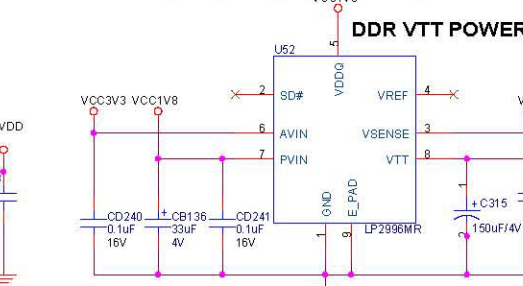 DDR VTT POWER
U52
5
VDDQ
2
SD#
VREF
4
VCC3V3
VCC1V8
VDD
6
AVIN
VSENSE
3
7
PVIN
VTT
8
GND
E_PAD
1
9
LP2996MR
CD240
0.1uF
16V
+
CB136
33uF
4V
CD241
0.1uF
16V
1
+
C315
150uF/4V
2